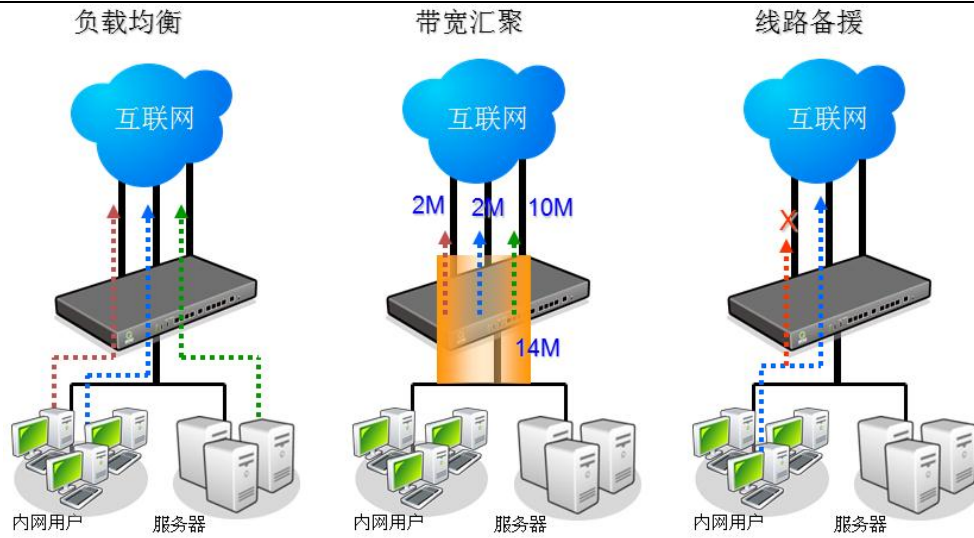 负载均衡
带宽汇聚
线路备援
互联网
互联网
互联网
2M
2M
10M
X
14M
内网用户
服务器
内网用户
服务器
内网用户
服务器